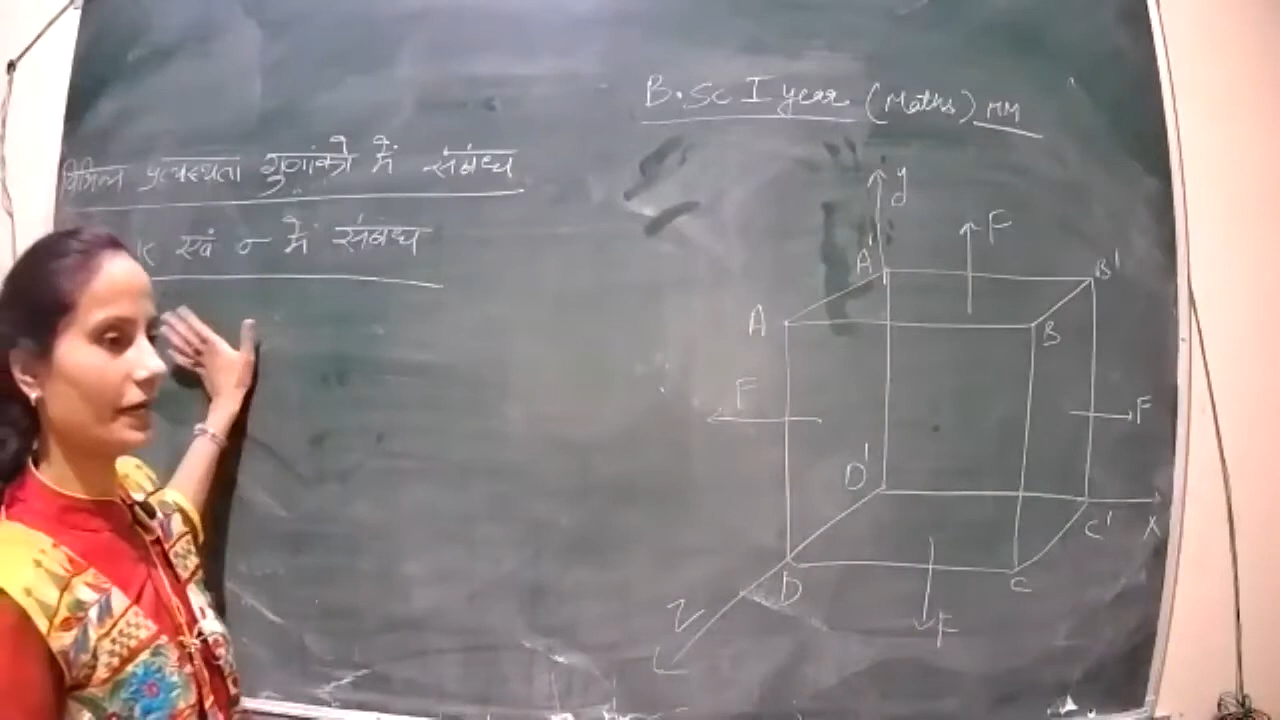 विभिन्न प्रत्यास्थता गुणांको में संबंध
K एवं σ में संबंध
B.Sc I year (Maths) MM
y
F
A' B'
A B
F F
D'
C' X
D C
Z F